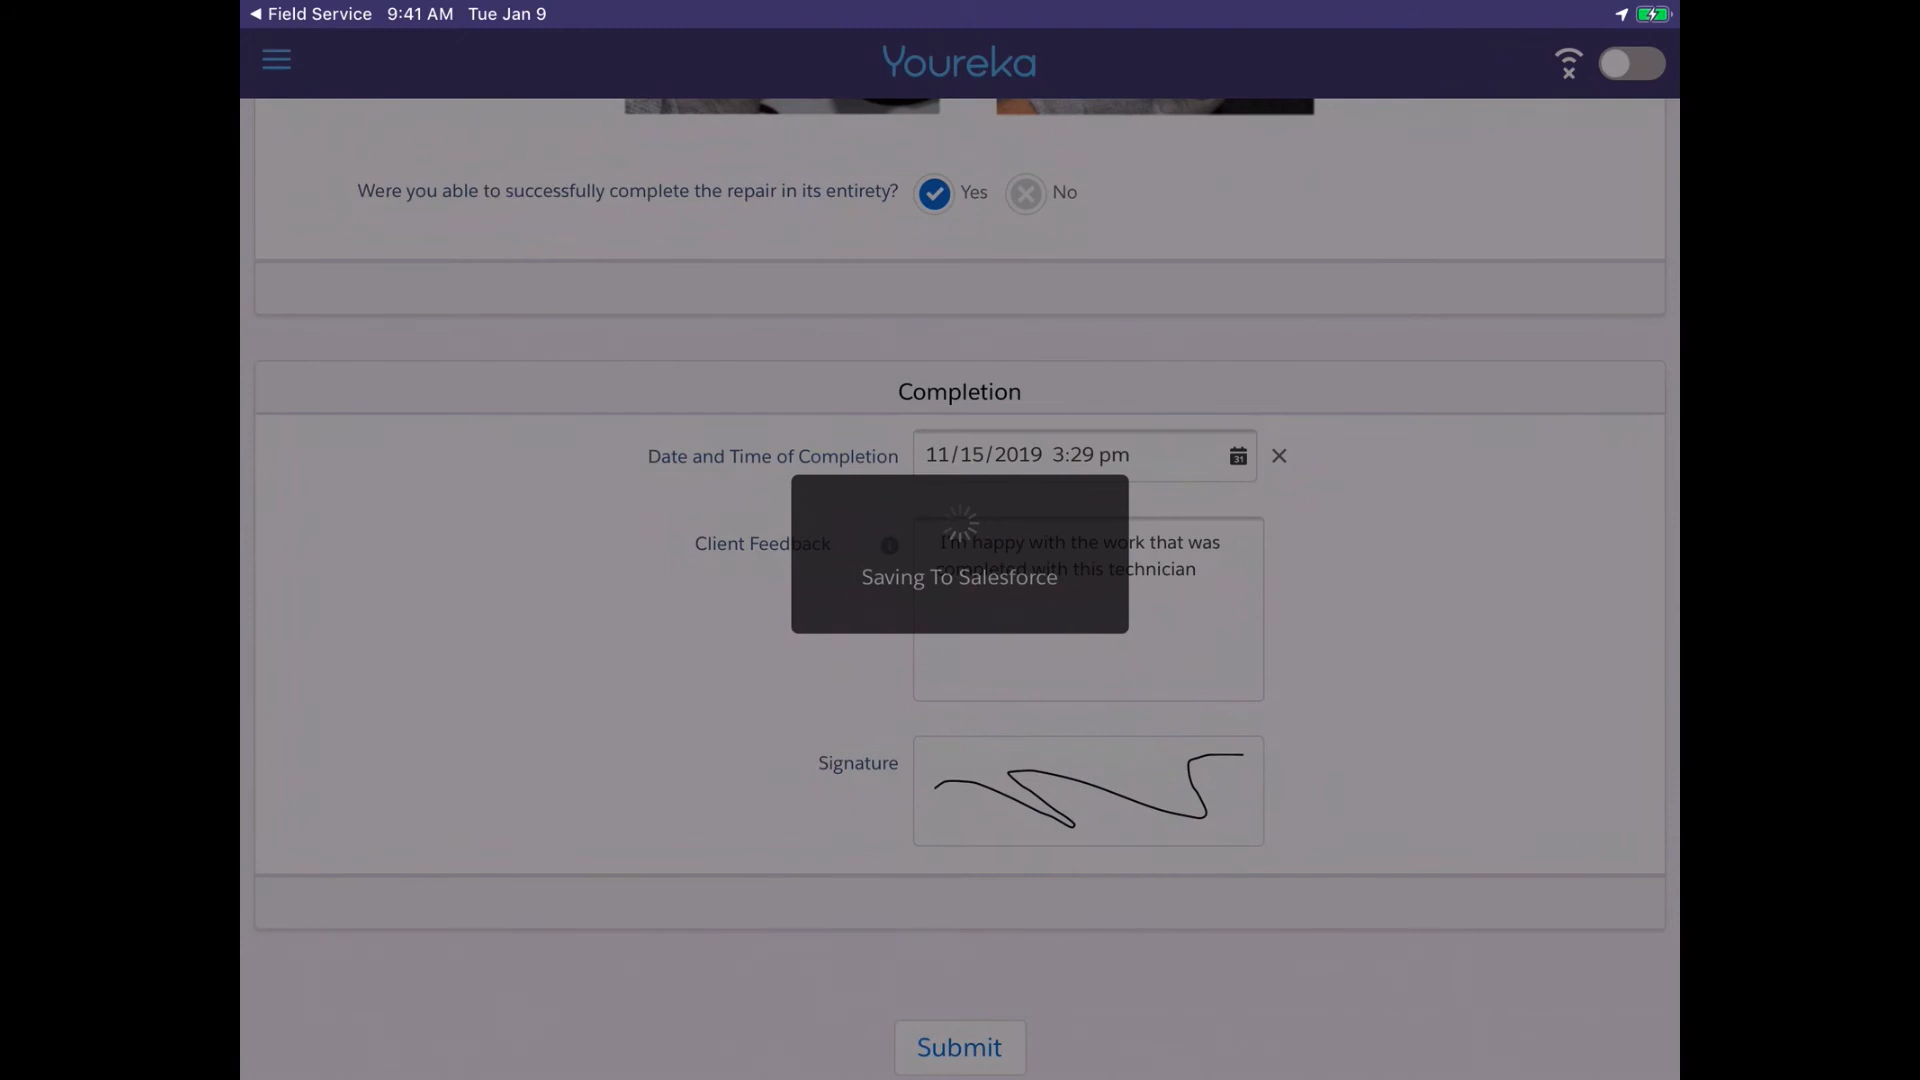 Field Service 9:41 AM Tue Jan 9
Youreka
Were you able to successfully complete the repair in its entirety? Yes No
Completion
Date and Time of Completion 11/15/2019 3:29 pm
31
Client Feedback
I'm happy with the work that was
completed with this technician
Saving To Salesforce
Signature
Submit